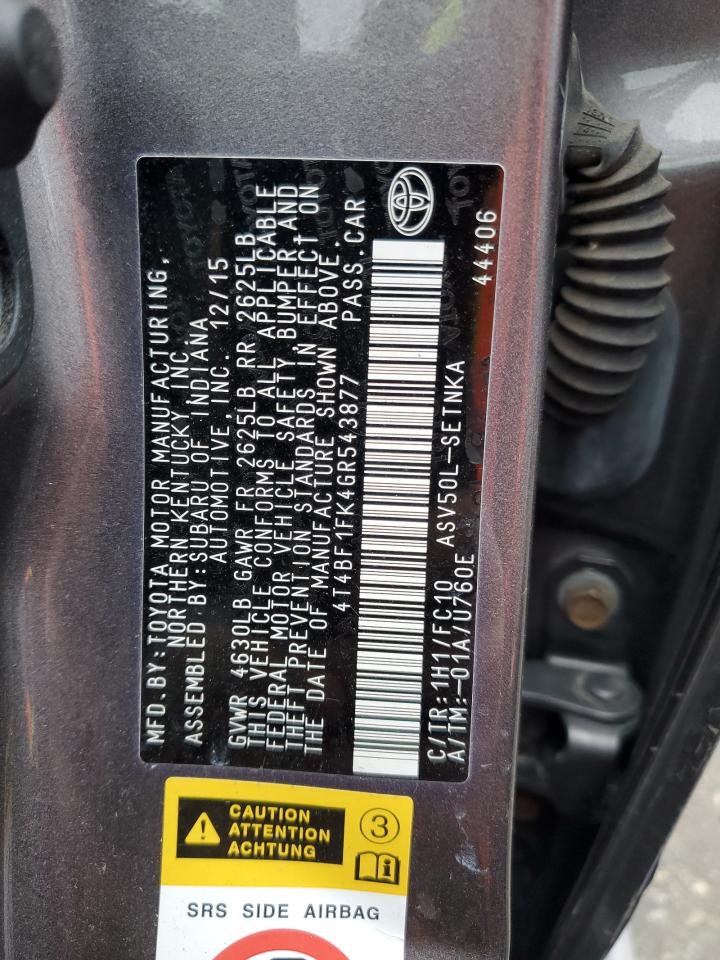 MFD.BY:TOYOTA MOTOR MANUFACTURING,
NORTHERN KENTUCKY INC.
ASSEMBLED BY:SUBARU OF INDIANA
AUTOMOTIVE, INC. 12/15
GVWR 4630LB GAWR FR 2625LB RR 2625LB
THIS VEHICLE CONFORMS TO ALL APPLICABLE
FEDERAL MOTOR VEHICLE SAFETY, BUMPER AND
THEFT PREVENTION STANDARDS IN EFFECT ON
THE DATE OF MANUFACTURE SHOWN ABOVE.
4T4BF1FK4GR543877 PASS.CAR
C/TR:1H1/FC10 ASV50L-SETNKA
A/TM:-01A/U760E 44406
CAUTION
ATTENTION
ACHTUNG
3
SRS SIDE AIRBAG